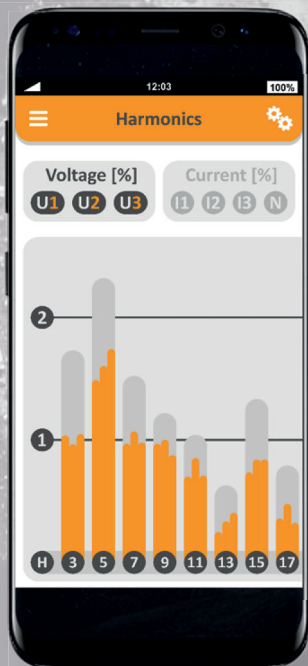 12:03 100%
Harmonics
Voltage [%] Current [%]
U1 U2 U3 I1 I2 I3 N
2
1
H 3 5 7 9 11 13 15 17